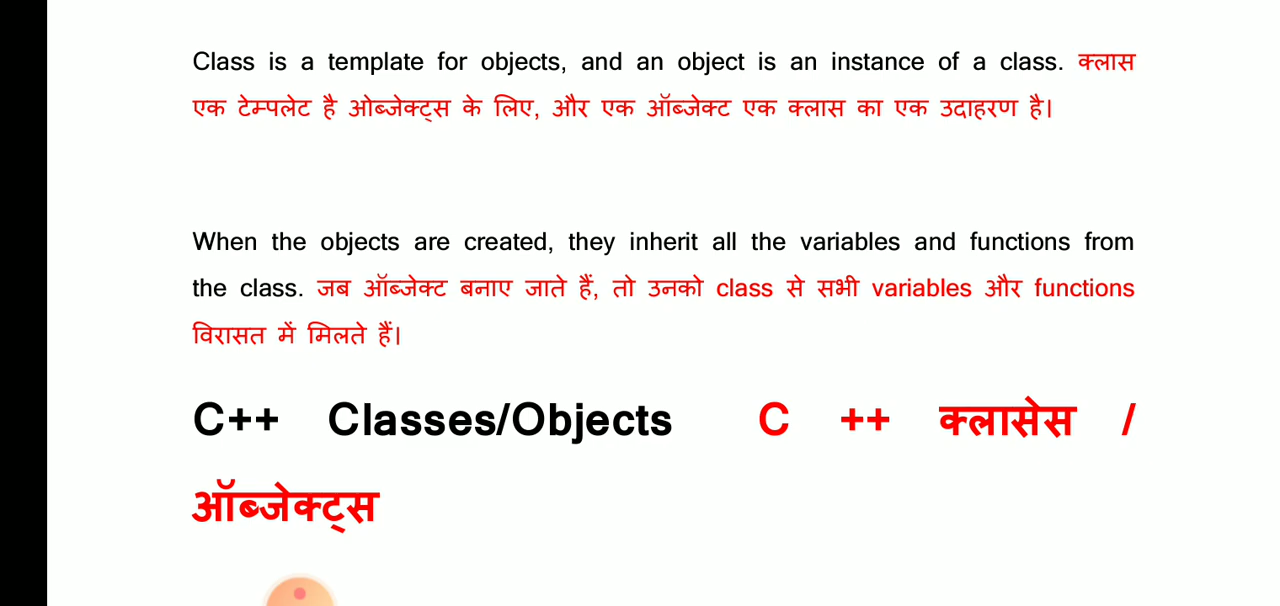 Class is a template for objects, and an object is an instance of a class. क्लास
एक टेम्पलेट है ओब्जेक्ट्स के लिए, और एक ऑब्जेक्ट एक क्लास का एक उदाहरण है।
When the objects are created, they inherit all the variables and functions from
the class. जब ऑब्जेक्ट बनाए जाते हैं, तो उनको class से सभी variables और functions
विरासत में मिलते हैं।
C++ Classes/Objects C ++ क्लासेस /
ऑब्जेक्ट्स